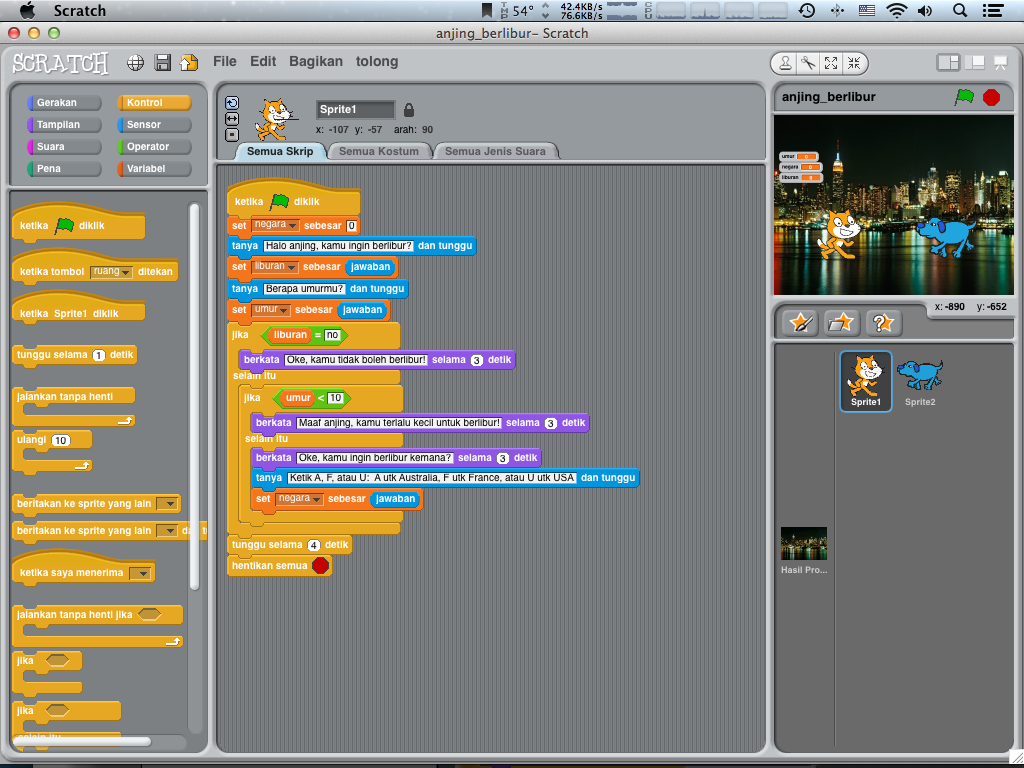 Scratch
54°
42.4KB/s
76.6KB/s
anjing_berlibur– Scratch
SCRATCH
File Edit Bagikan tolong
Gerakan Kontrol
Tampilan Sensor
Suara Operator
Pena Variabel
ketika diklik
ketika tombol ruang ditekan
ketika Sprite1 diklik
tunggu selama 1 detik
jalankan tanpa henti
ulangi 10
beritakan ke sprite yang lain
beritakan ke sprite yang lain
ketika saya menerima
jalankan tanpa henti jika
jika
jika
selain itu
Sprite1
x: -107 y: -57 arah: 90
Semua Skrip Semua Kostum Semua Jenis Suara
ketika diklik
set negara sebesar 0
tanya Halo anjing, kamu ingin berlibur? dan tunggu
set liburan sebesar jawaban
tanya Berapa umurmu? dan tunggu
set umur sebesar jawaban
jika liburan = no
berkata Oke, kamu tidak boleh berlibur! selama 3 detik
selain itu
jika umur < 10
berkata Maaf anjing, kamu terlalu kecil untuk berlibur! selama 3 detik
selain itu
berkata Oke, kamu ingin berlibur kemana? selama 3 detik
tanya Ketik A, F, atau U: A utk Australia, F utk France, atau U utk USA dan tunggu
set negara sebesar jawaban
tunggu selama 4 detik
hentikan semua
anjing_berlibur
umur
negara
liburan
x: -890 y: -652
Sprite1 Sprite2
Hasil Pro...